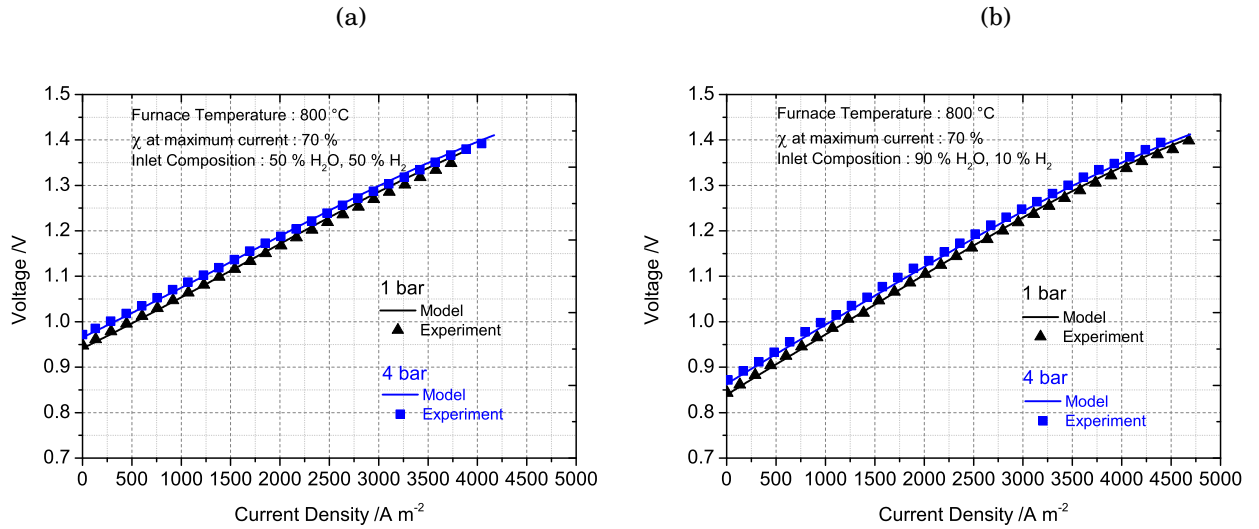 (a)
1.5
1.4
1.3
1.2
1.1
1.0
0.9
0.8
0.7
Voltage /V
Furnace Temperature : 800 °C
χ at maximum current : 70 %
Inlet Composition : 50 % H₂O, 50 % H₂
1 bar
Model
Experiment
4 bar
Model
Experiment
0 500 1000 1500 2000 2500 3000 3500 4000 4500 5000
Current Density /A m⁻²
(b)
1.5
1.4
1.3
1.2
1.1
1.0
0.9
0.8
0.7
Voltage /V
Furnace Temperature : 800 °C
χ at maximum current : 70 %
Inlet Composition : 90 % H₂O, 10 % H₂
1 bar
Model
Experiment
4 bar
Model
Experiment
0 500 1000 1500 2000 2500 3000 3500 4000 4500 5000
Current Density /A m⁻²